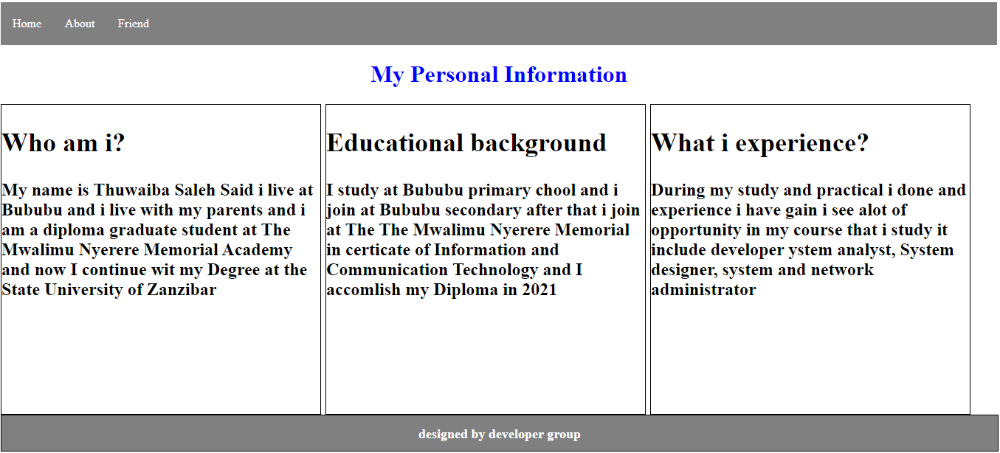 Home About Friend
My Personal Information
Who am i?
My name is Thuwaiba Saleh Said i live at
Bububu and i live with my parents and i
am a diploma graduate student at The
Mwalimu Nyerere Memorial Academy
and now I continue wit my Degree at the
State University of Zanzibar
Educational background
I study at Bububu primary chool and i
join at Bububu secondary after that i join
at The The Mwalimu Nyerere Memorial
in certicate of Information and
Communication Technology and I
accomlish my Diploma in 2021
What i experience?
During my study and practical i done and
experience i have gain i see alot of
opportunity in my course that i study it
include developer ystem analyst, System
designer, system and network
administrator
designed by developer group